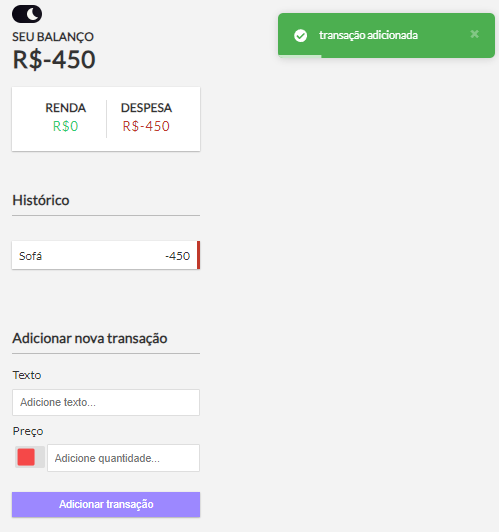 SEU BALANÇO
R$-450
transação adicionada
×
RENDA
R$0
DESPESA
R$-450
Histórico
Sofá -450
Adicionar nova transação
Texto
Adicione texto...
Preço
Adicione quantidade...
Adicionar transação